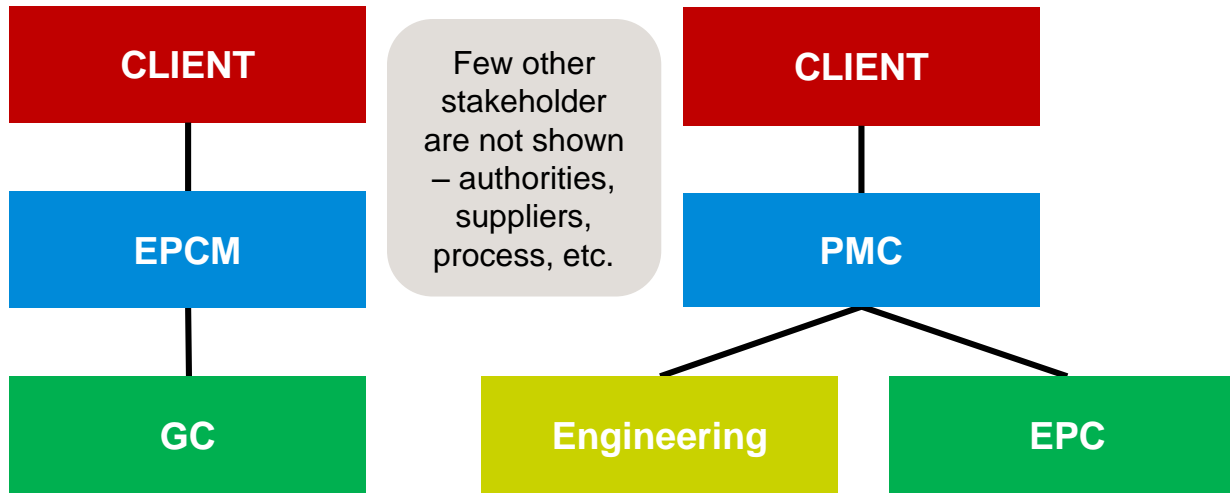 CLIENT
EPCM
GC
Few other
stakeholder
are not shown
– authorities,
suppliers,
process, etc.
CLIENT
PMC
Engineering
EPC